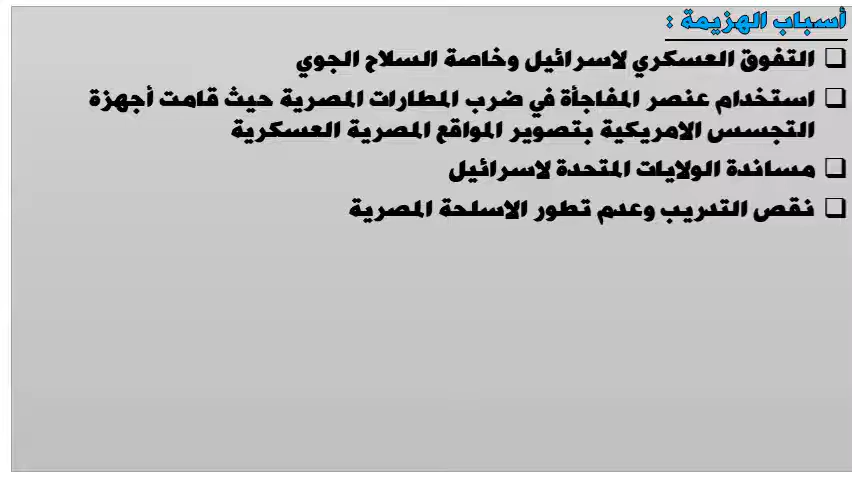 أسباب الهزيمة :
❑ التفوق العسكري لاسرائيل وخاصة السلاح الجوي
❑ استخدام عنصر المفاجأة في ضرب المطارات المصرية حيث قامت أجهزة
التجسس الامريكية بتصوير المواقع المصرية العسكرية
❑ مساندة الولايات المتحدة لاسرائيل
❑ نقص التدريب وعدم تطور الاسلحة المصرية